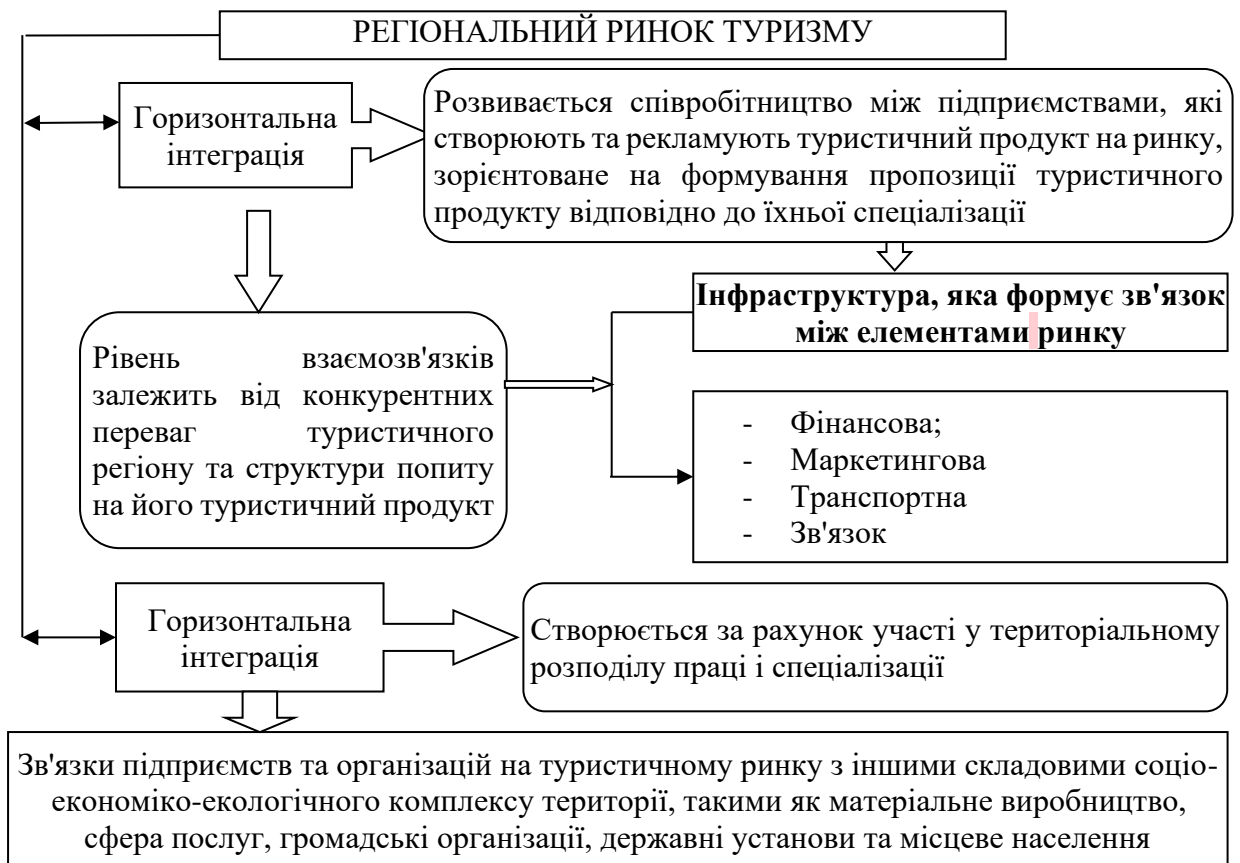 РЕГІОНАЛЬНИЙ РИНОК ТУРИЗМУ
Горизонтальна
інтеграція
Розвивається співробітництво між підприємствами, які
створюють та рекламують туристичний продукт на ринку,
зорієнтоване на формування пропозиції туристичного
продукту відповідно до їхньої спеціалізації
Інфраструктура, яка формує зв'язок
між елементами ринку
Рівень взаємозв'язків
залежить від конкурентних
переваг туристичного
регіону та структури попиту
на його туристичний продукт
- Фінансова;
- Маркетингова
- Транспортна
- Зв'язок
Горизонтальна
інтеграція
Створюється за рахунок участі у територіальному
розподілу праці і спеціалізації
Зв'язки підприємств та організацій на туристичному ринку з іншими складовими соціо-
економіко-екологічного комплексу території, такими як матеріальне виробництво,
сфера послуг, громадські організації, державні установи та місцеве населення